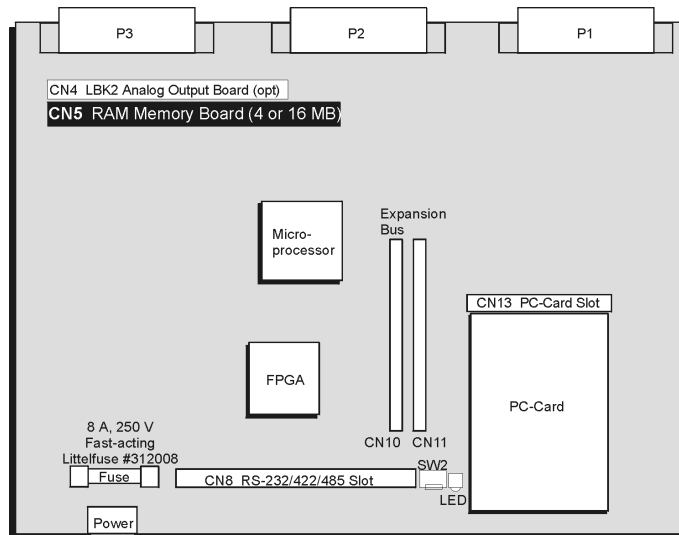 P3
P2
P1
CN4 LBK2 Analog Output Board (opt)
CN5 RAM Memory Board (4 or 16 MB)
Micro-
processor
Expansion
Bus
CN13 PC-Card Slot
FPGA
PC-Card
8 A, 250 V
Fast-acting
Littelfuse #312008
Fuse
CN10
CN11
CN8 RS-232/422/485 Slot
SW2
LED
Power